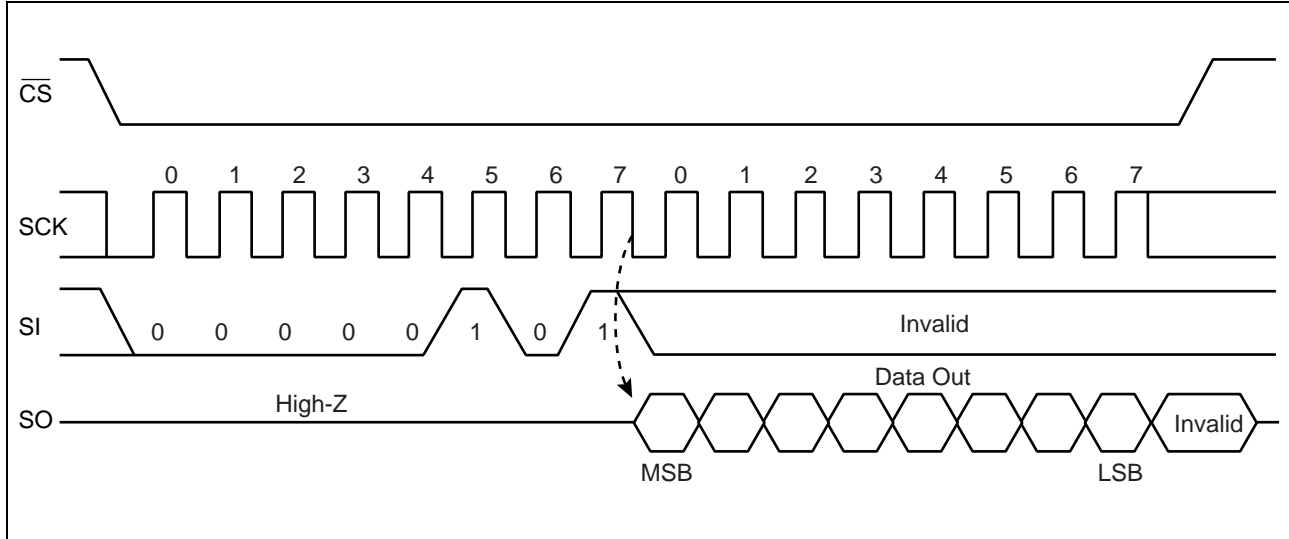 CS
0 1 2 3 4 5 6 7 0 1 2 3 4 5 6 7
SCK
SI 0 0 0 0 0 1 0 1 Invalid
Data Out
High-Z
SO Invalid
MSB LSB